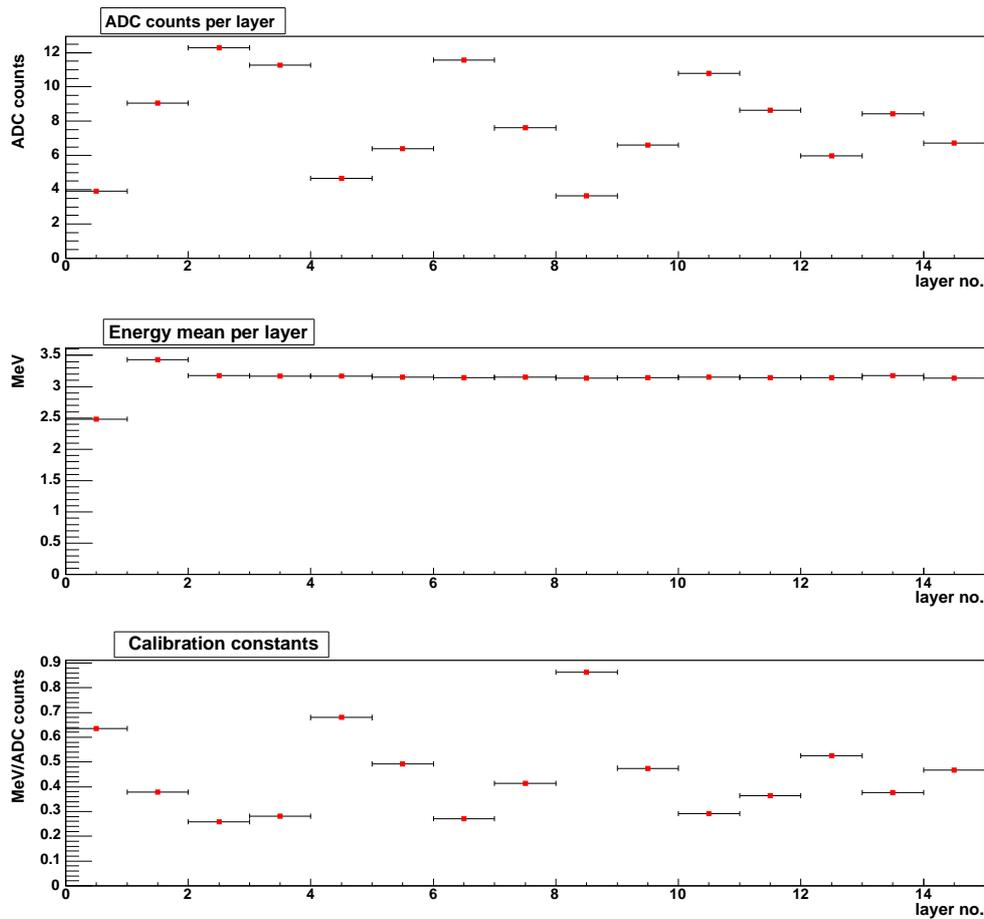 ADC counts per layer
ADC counts
12
10
8
6
4
2
0
0 2 4 6 8 10 12 14
layer no.
Energy mean per layer
MeV
3.5
3
2.5
2
1.5
1
0.5
0
0 2 4 6 8 10 12 14
layer no.
Calibration constants
MeV/ADC counts
0.9
0.8
0.7
0.6
0.5
0.4
0.3
0.2
0.1
0
0 2 4 6 8 10 12 14
layer no.